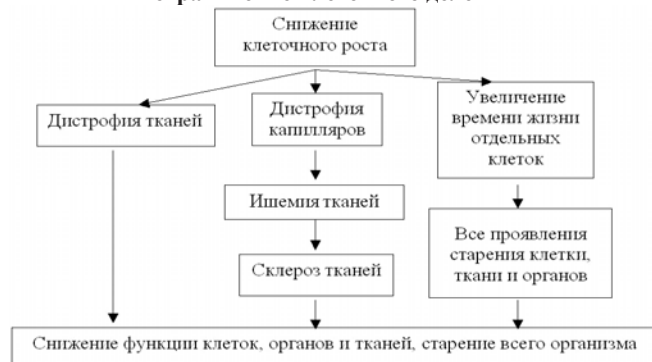 Снижение
клеточного роста
Дистрофия тканей
Дистрофия
капилляров
Увеличение
времени жизни
отдельных
клеток
Ишемия тканей
Склероз тканей
Все проявления
старения клетки,
ткани и органов
Снижение функции клеток, органов и тканей, старение всего организма